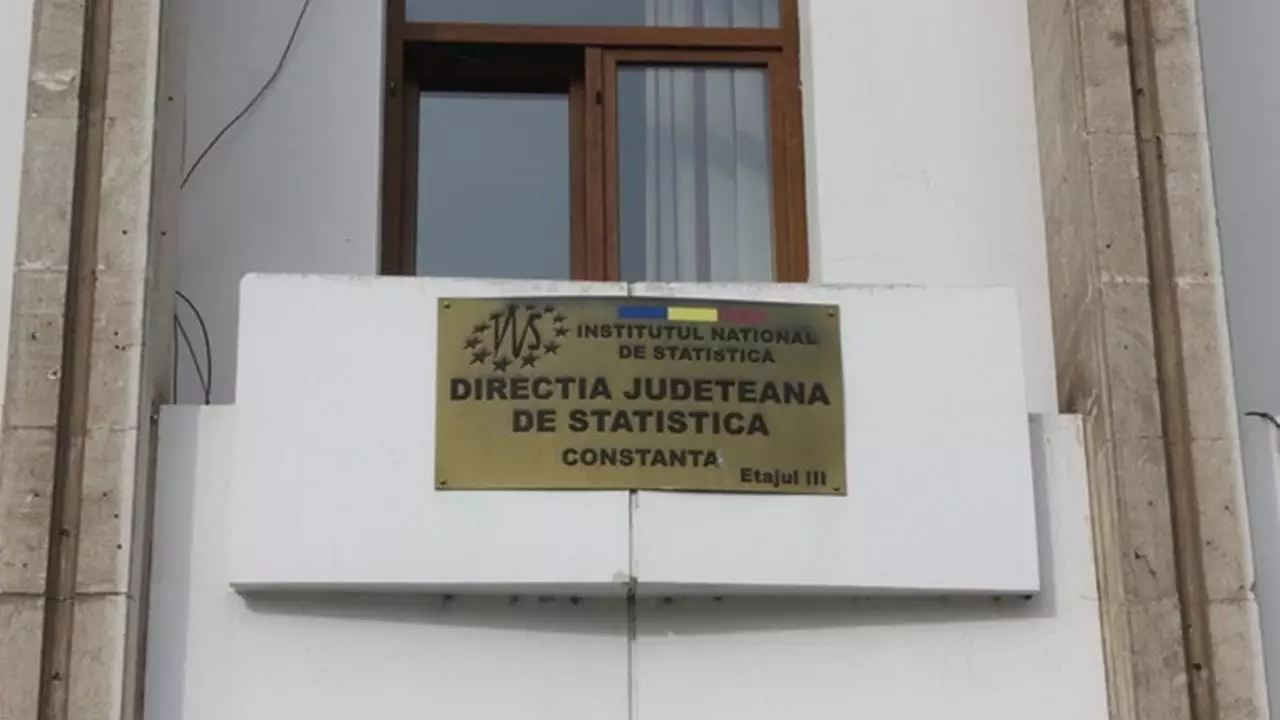 INS
INSTITUTUL NATIONAL
DE STATISTICA
DIRECTIA JUDETEANA
DE STATISTICA
CONSTANTA
Etajul III